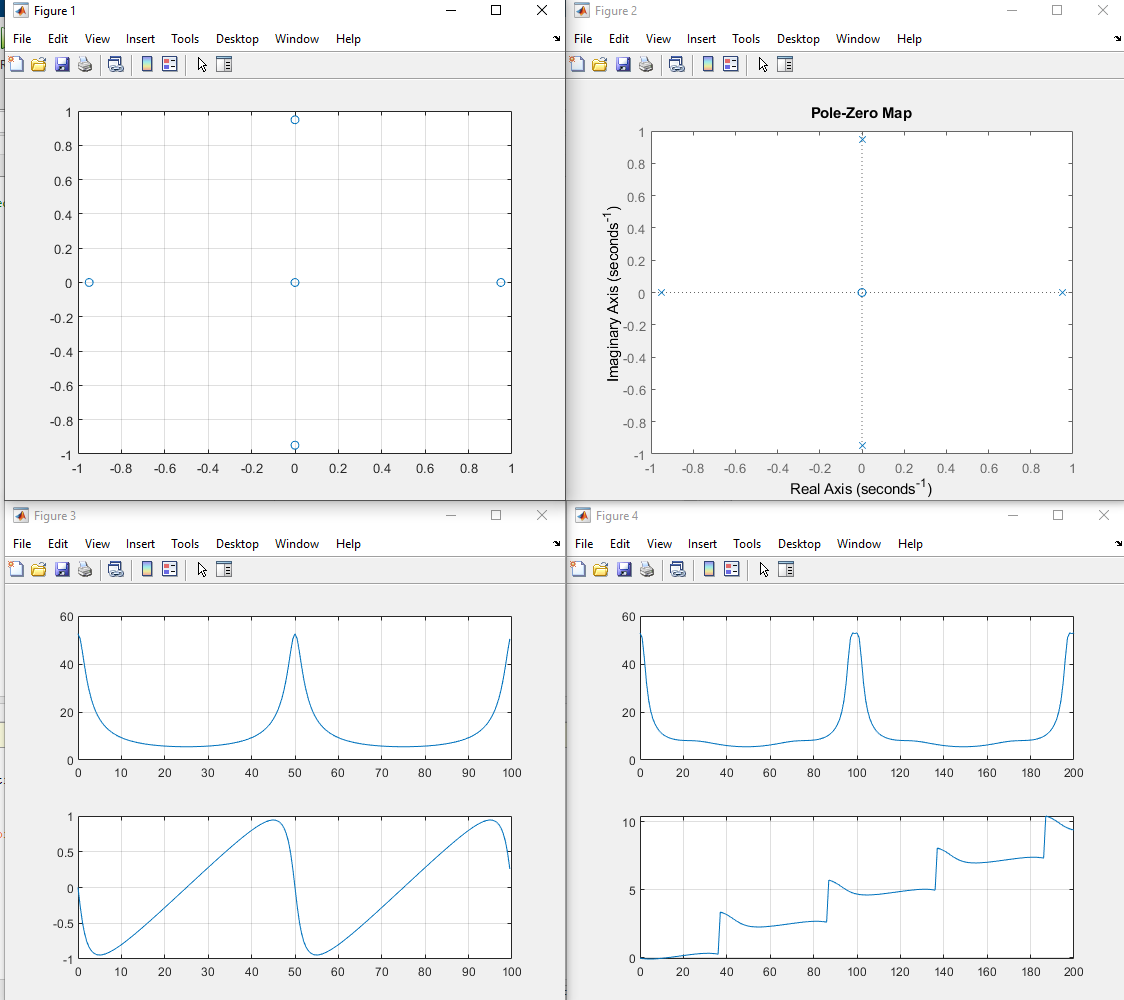 Figure 1
File Edit View Insert Tools Desktop Window Help
1
0.8
0.6
0.4
0.2
0
-0.2
-0.4
-0.6
-0.8
-1
-1 -0.8 -0.6 -0.4 -0.2 0 0.2 0.4 0.6 0.8 1
Figure 2
File Edit View Insert Tools Desktop Window Help
Pole-Zero Map
Imaginary Axis (seconds⁻¹)
1
0.8
0.6
0.4
0.2
0
-0.2
-0.4
-0.6
-0.8
-1
-1 -0.8 -0.6 -0.4 -0.2 0 0.2 0.4 0.6 0.8 1
Real Axis (seconds⁻¹)
Figure 3
File Edit View Insert Tools Desktop Window Help
60
40
20
0
0 10 20 30 40 50 60 70 80 90 100
1
0.5
0
-0.5
-1
0 10 20 30 40 50 60 70 80 90 100
Figure 4
File Edit View Insert Tools Desktop Window Help
60
40
20
0
0 20 40 60 80 100 120 140 160 180 200
10
5
0
0 20 40 60 80 100 120 140 160 180 200